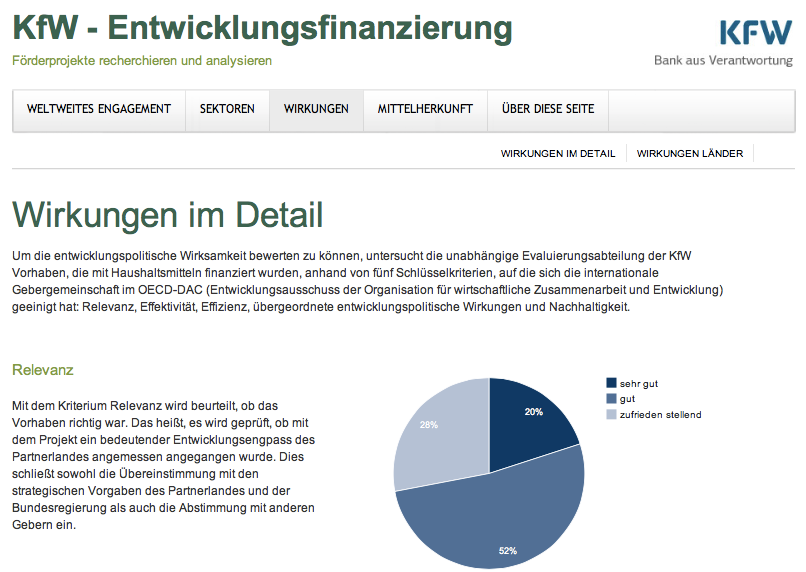 KfW - Entwicklungsfinanzierung
Förderprojekte recherchieren und analysieren
KFW
Bank aus Verantwortung
WELTWEITES ENGAGEMENT
SEKTOREN
WIRKUNGEN
MITTELHERKUNFT
ÜBER DIESE SEITE
WIRKUNGEN IM DETAIL
WIRKUNGEN LÄNDER
Wirkungen im Detail
Um die entwicklungspolitische Wirksamkeit bewerten zu können, untersucht die unabhängige Evaluierungsabteilung der KfW
Vorhaben, die mit Haushaltsmitteln finanziert wurden, anhand von fünf Schlüsselkriterien, auf die sich die internationale
Gebergemeinschaft im OECD-DAC (Entwicklungsausschuss der Organisation für wirtschaftliche Zusammenarbeit und Entwicklung)
geeinigt hat: Relevanz, Effektivität, Effizienz, übergeordnete entwicklungspolitische Wirkungen und Nachhaltigkeit.
Relevanz
Mit dem Kriterium Relevanz wird beurteilt, ob das
Vorhaben richtig war. Das heißt, es wird geprüft, ob mit
dem Projekt ein bedeutender Entwicklungsengpass des
Partnerlandes angemessen angegangen wurde. Dies
schließt sowohl die Übereinstimmung mit den
strategischen Vorgaben des Partnerlandes und der
Bundesregierung als auch die Abstimmung mit anderen
Gebern ein.
20%
28%
52%
sehr gut
gut
zufrieden stellend